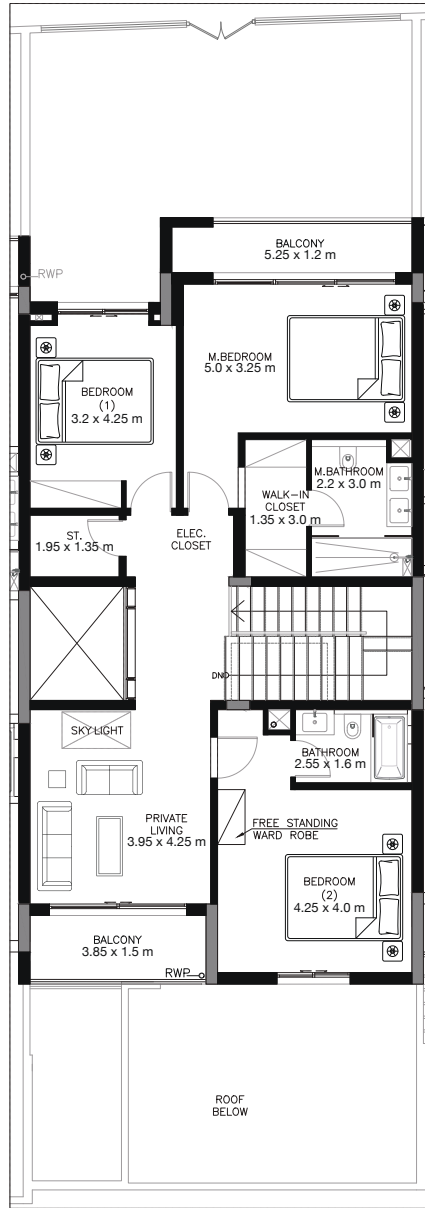 BALCONY
5.25 x 1.2 m
RWP
M.BEDROOM
5.0 x 3.25 m
BEDROOM
(1)
3.2 x 4.25 m
M.BATHROOM
2.2 x 3.0 m
WALK-IN
CLOSET
1.35 x 3.0 m
ST.
1.95 x 1.35 m
ELEC.
CLOSET
DN
SKY LIGHT
BATHROOM
2.55 x 1.6 m
PRIVATE
LIVING
3.95 x 4.25 m
FREE STANDING
WARD ROBE
BEDROOM
(2)
4.25 x 4.0 m
BALCONY
3.85 x 1.5 m
RWP
ROOF
BELOW